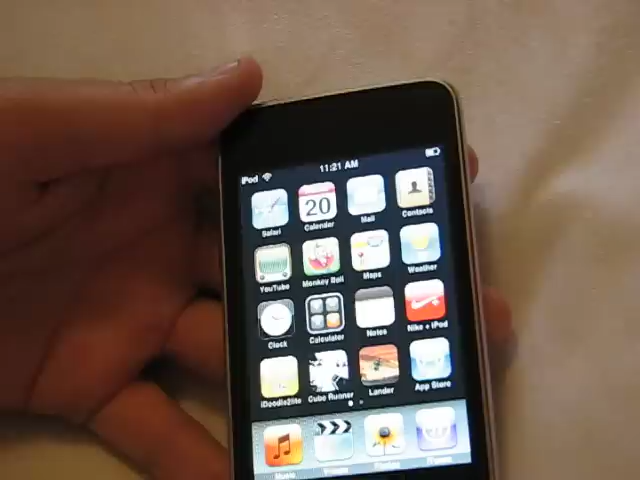 iPod 11:21 AM
20
Safari Calendar Mail Contacts
YouTube Monkey Ball Maps Weather
Clock Calculator Notes Nike + iPod
iDoodle2lite Cube Runner Lander App Store
Music